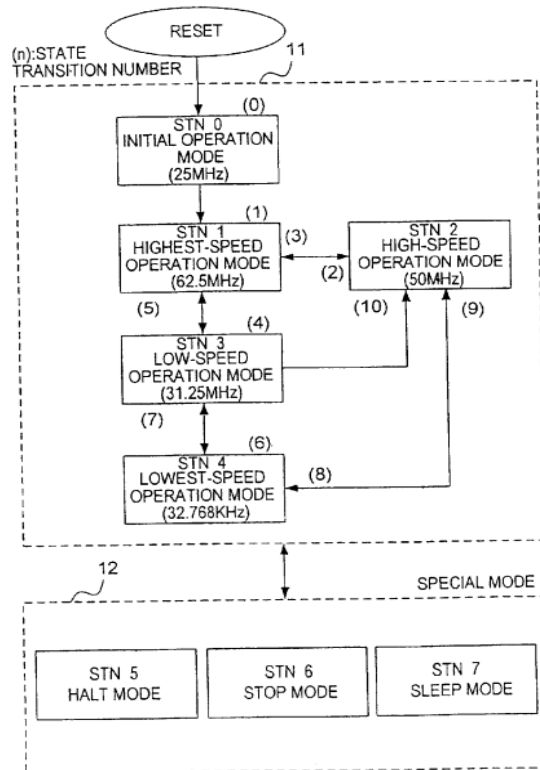 RESET
(n):STATE
TRANSITION NUMBER
11
(0)
STN 0
INITIAL OPERATION
MODE
(25MHz)
(1)
STN 1
HIGHEST-SPEED
OPERATION MODE
(62.5MHz)
(3)
(2)
STN 2
HIGH-SPEED
OPERATION MODE
(50MHz)
(5)
(10)
(9)
(4)
STN 3
LOW-SPEED
OPERATION MODE
(31.25MHz)
(7)
(6)
STN 4
LOWEST-SPEED
OPERATION MODE
(32.768KHz)
(8)
12
SPECIAL MODE
STN 5
HALT MODE
STN 6
STOP MODE
STN 7
SLEEP MODE